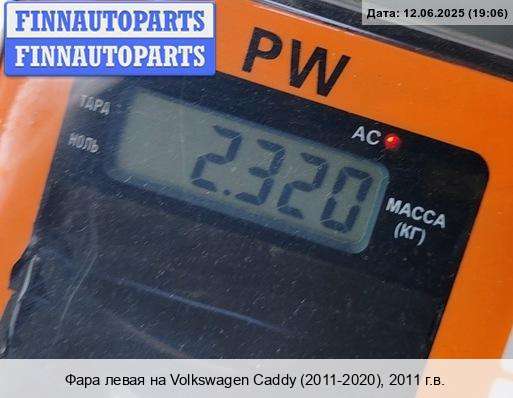 FINNAUTOPARTS
FINNAUTOPARTS
Дата: 12.06.2025 (19:06)
PW
ТАРА
AC
НОЛЬ
2.320
МАССА
(КГ)
Фара левая на Volkswagen Caddy (2011-2020), 2011 г.в.